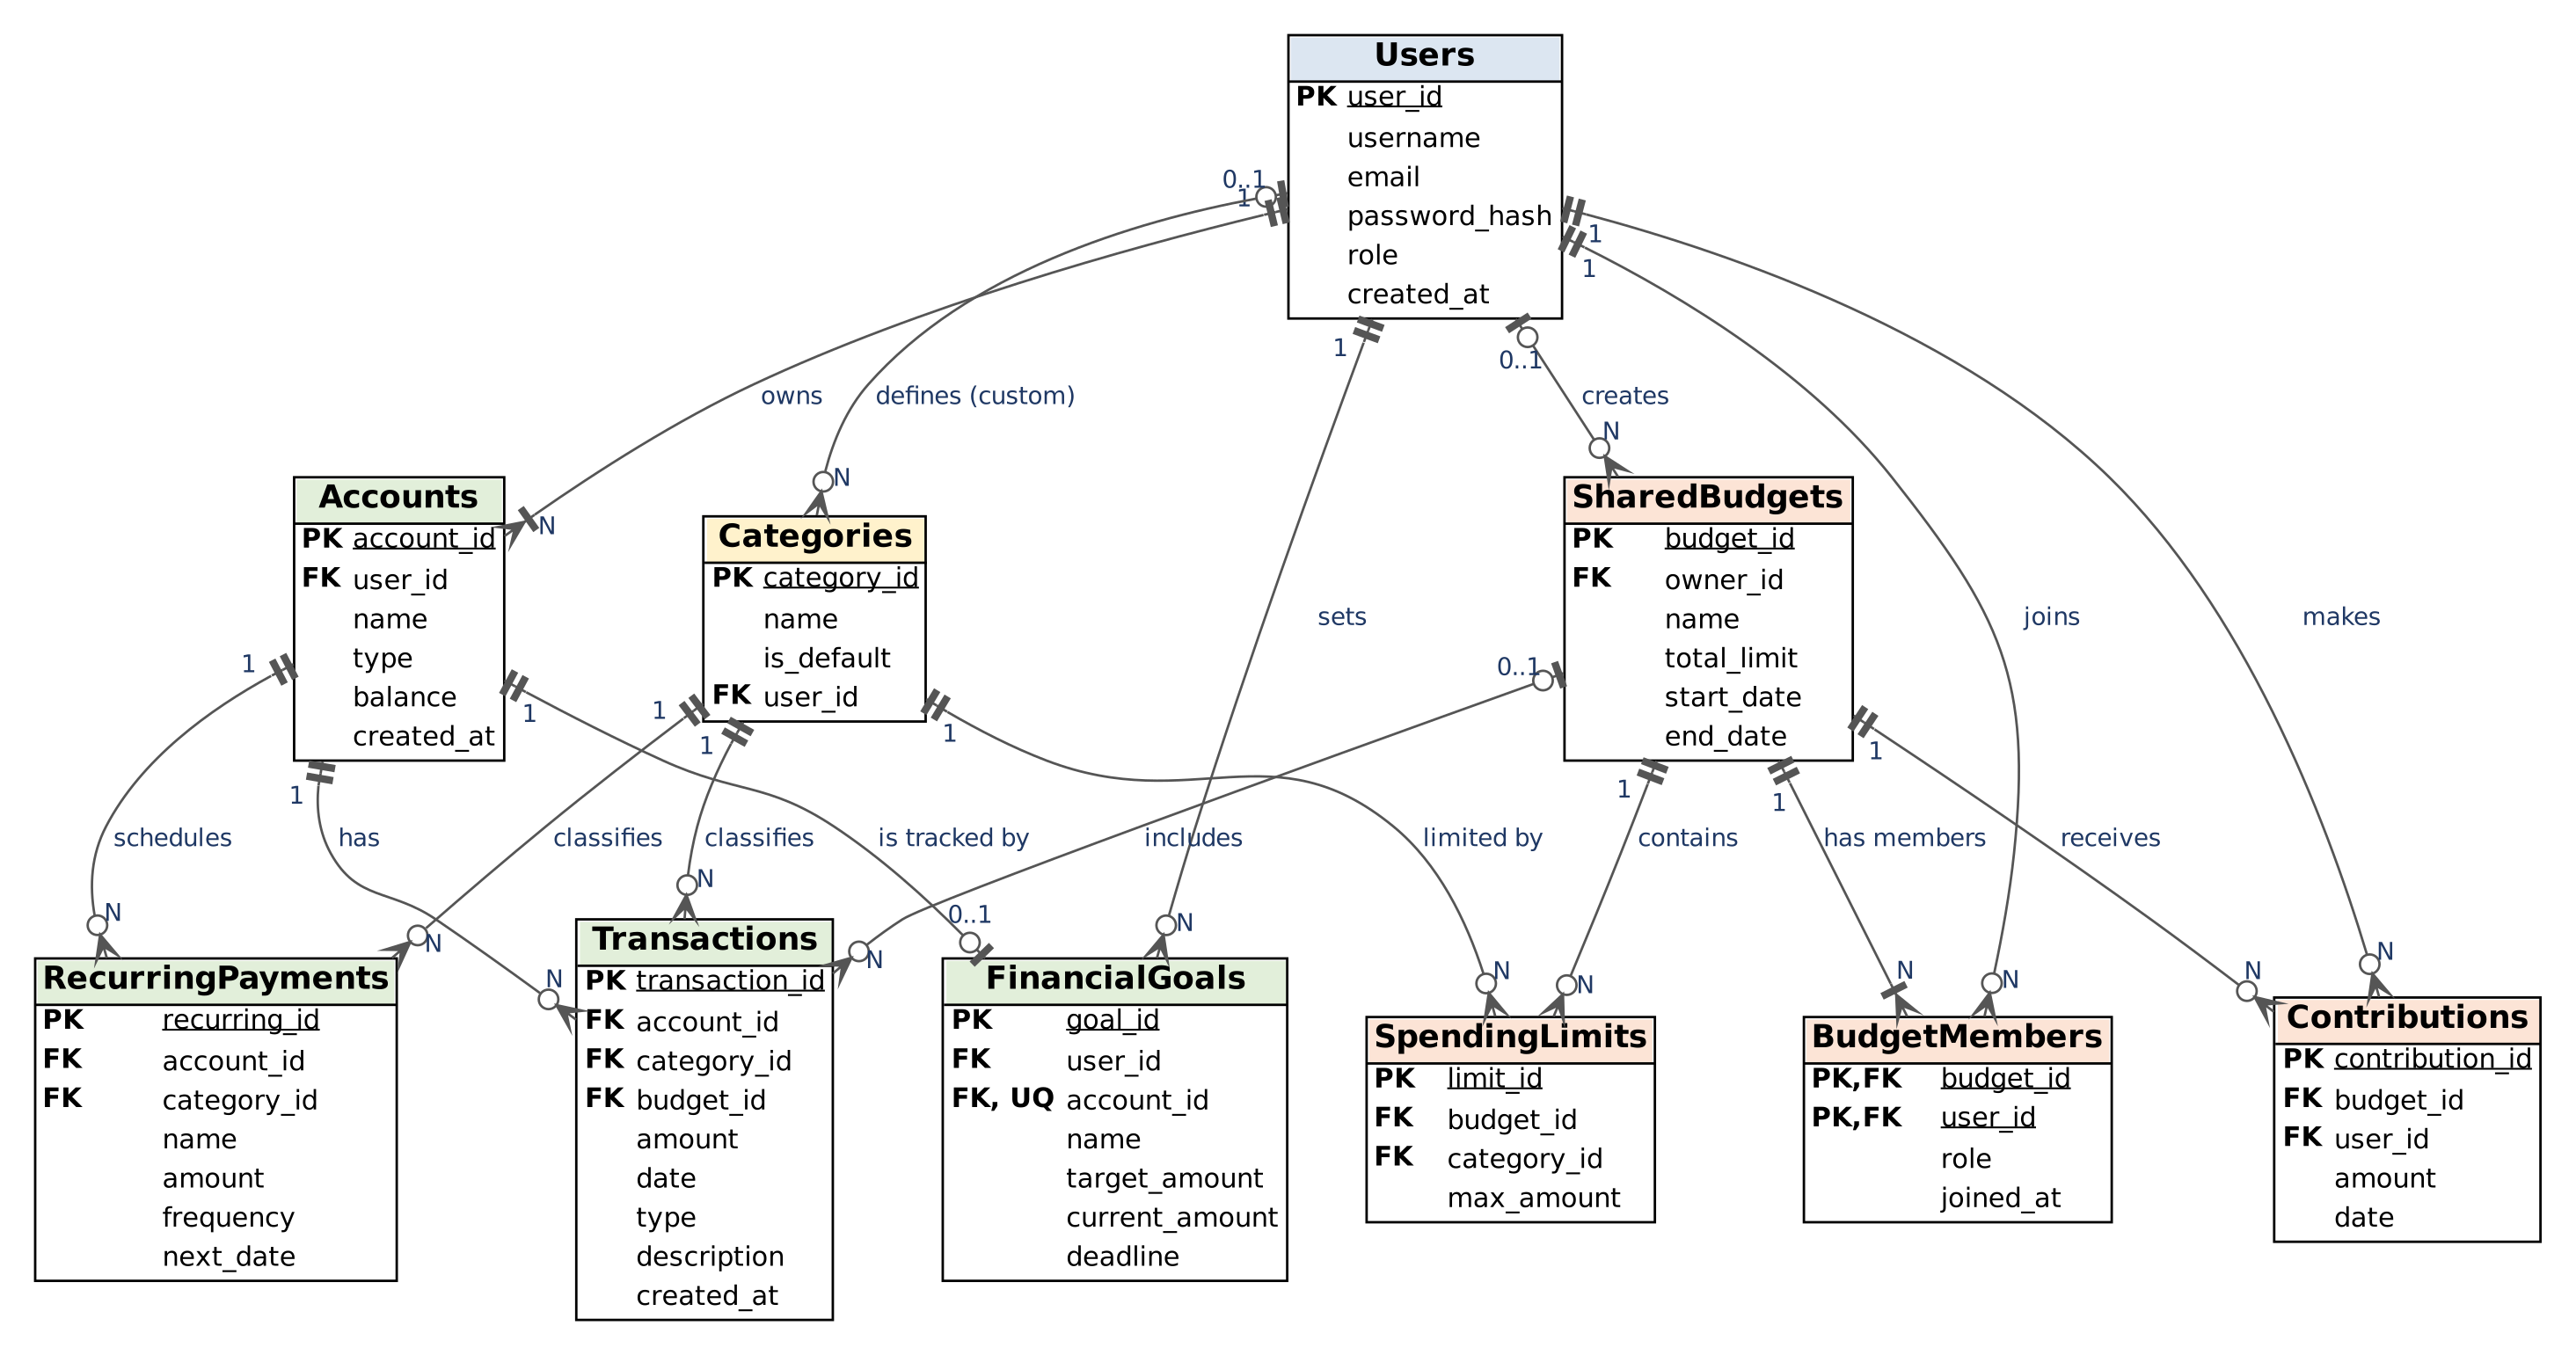 Users
PK user_id
username
email
password_hash
role
created_at
0..1
1
1
1
1
0..1
owns
defines (custom)
creates
N
N
N
Accounts
PK account_id
FK user_id
name
type
balance
created_at
Categories
PK category_id
name
is_default
FK user_id
SharedBudgets
PK budget_id
FK owner_id
name
total_limit
start_date
end_date
sets
joins
makes
1
1
1
1
1
1
0..1
1
1
1
1
schedules
has
classifies
classifies
is tracked by
includes
limited by
contains
has members
receives
N
N
N
N
N
0..1
N
N
N
N
N
N
N
RecurringPayments
PK recurring_id
FK account_id
FK category_id
name
amount
frequency
next_date
Transactions
PK transaction_id
FK account_id
FK category_id
FK budget_id
amount
date
type
description
created_at
FinancialGoals
PK goal_id
FK user_id
FK, UQ account_id
name
target_amount
current_amount
deadline
SpendingLimits
PK limit_id
FK budget_id
FK category_id
max_amount
BudgetMembers
PK,FK budget_id
PK,FK user_id
role
joined_at
Contributions
PK contribution_id
FK budget_id
FK user_id
amount
date